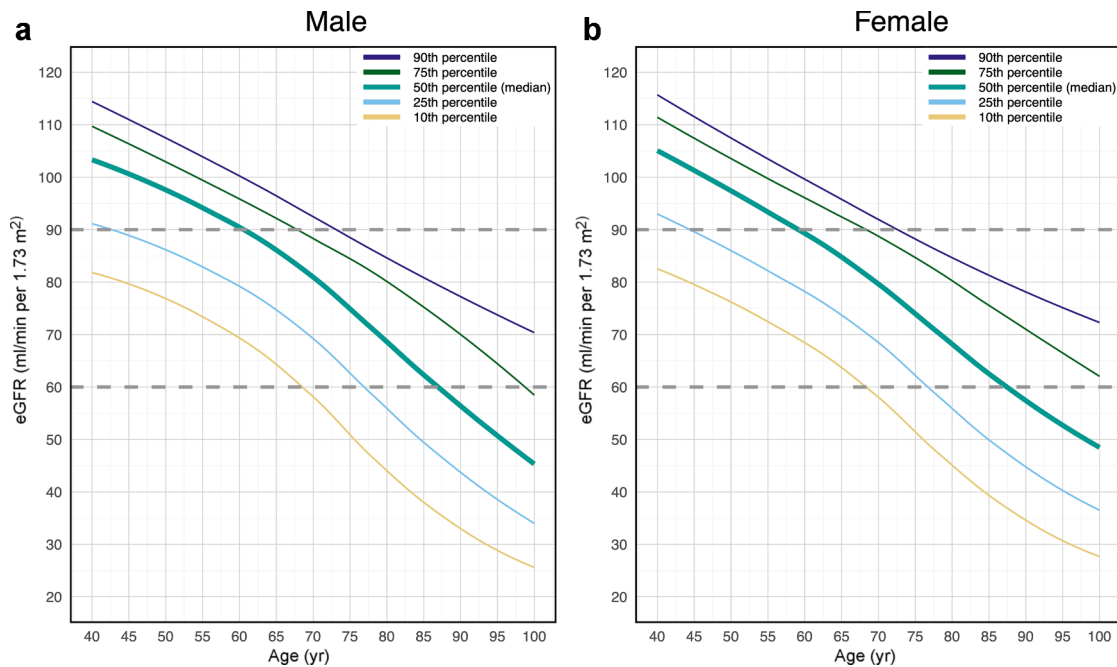 a
Male
90th percentile
75th percentile
50th percentile (median)
25th percentile
10th percentile
120
110
100
90
80
70
60
50
40
30
20
eGFR (ml/min per 1.73 m²)
40 45 50 55 60 65 70 75 80 85 90 95 100
Age (yr)
b
Female
90th percentile
75th percentile
50th percentile (median)
25th percentile
10th percentile
120
110
100
90
80
70
60
50
40
30
20
eGFR (ml/min per 1.73 m²)
40 45 50 55 60 65 70 75 80 85 90 95 100
Age (yr)